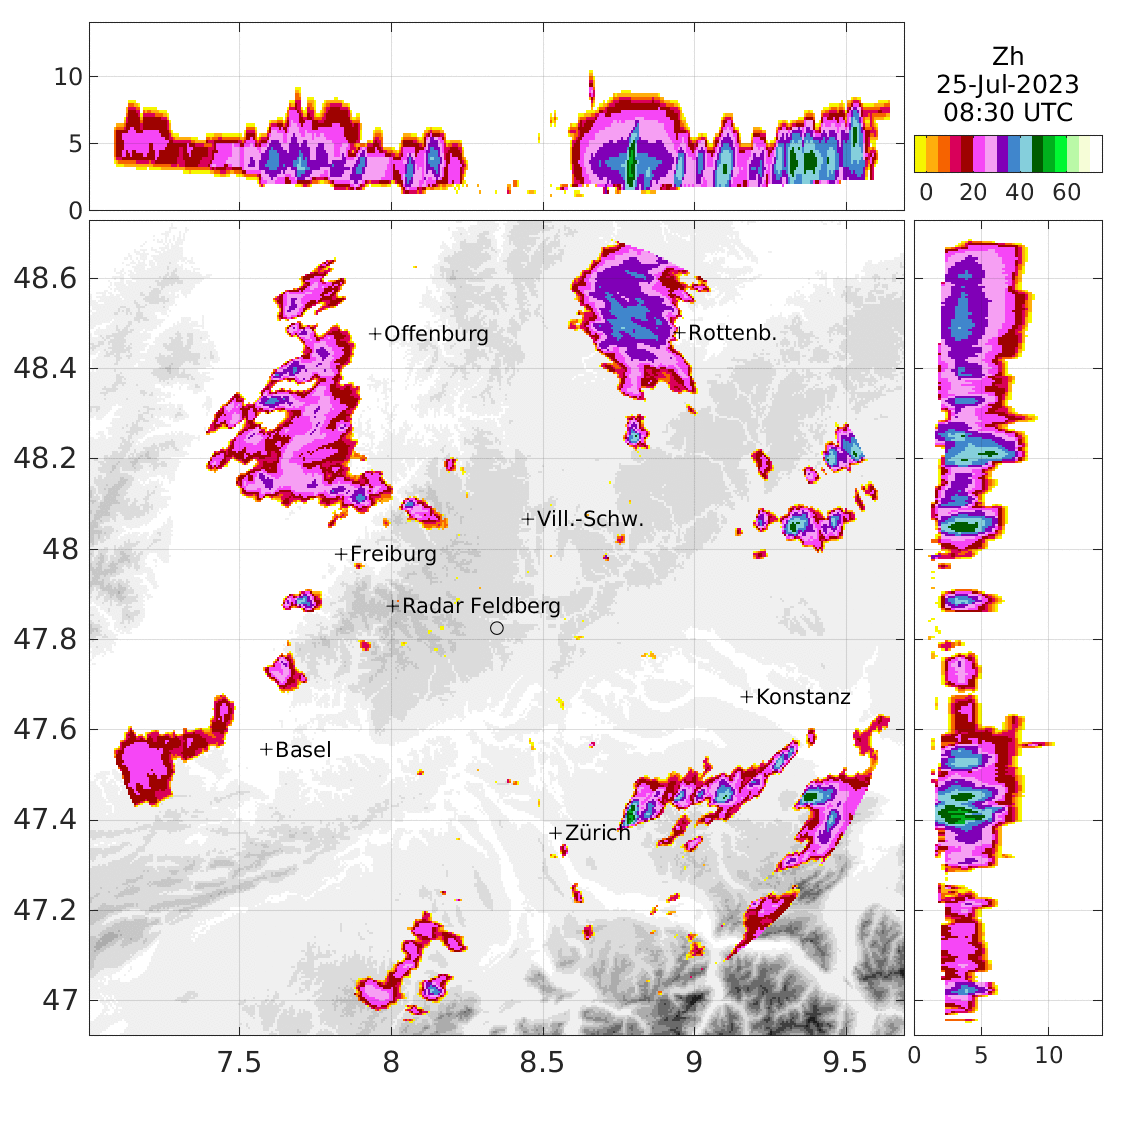 10
5
0
Zh
25-Jul-2023
08:30 UTC
0 20 40 60
48.6
48.4
48.2
48
47.8
47.6
47.4
47.2
47
+Offenburg
+Rottenb.
+Vill.-Schw.
+Freiburg
+Radar Feldberg
+Konstanz
+Basel
+Zürich
7.5 8 8.5 9 9.5
0 5 10